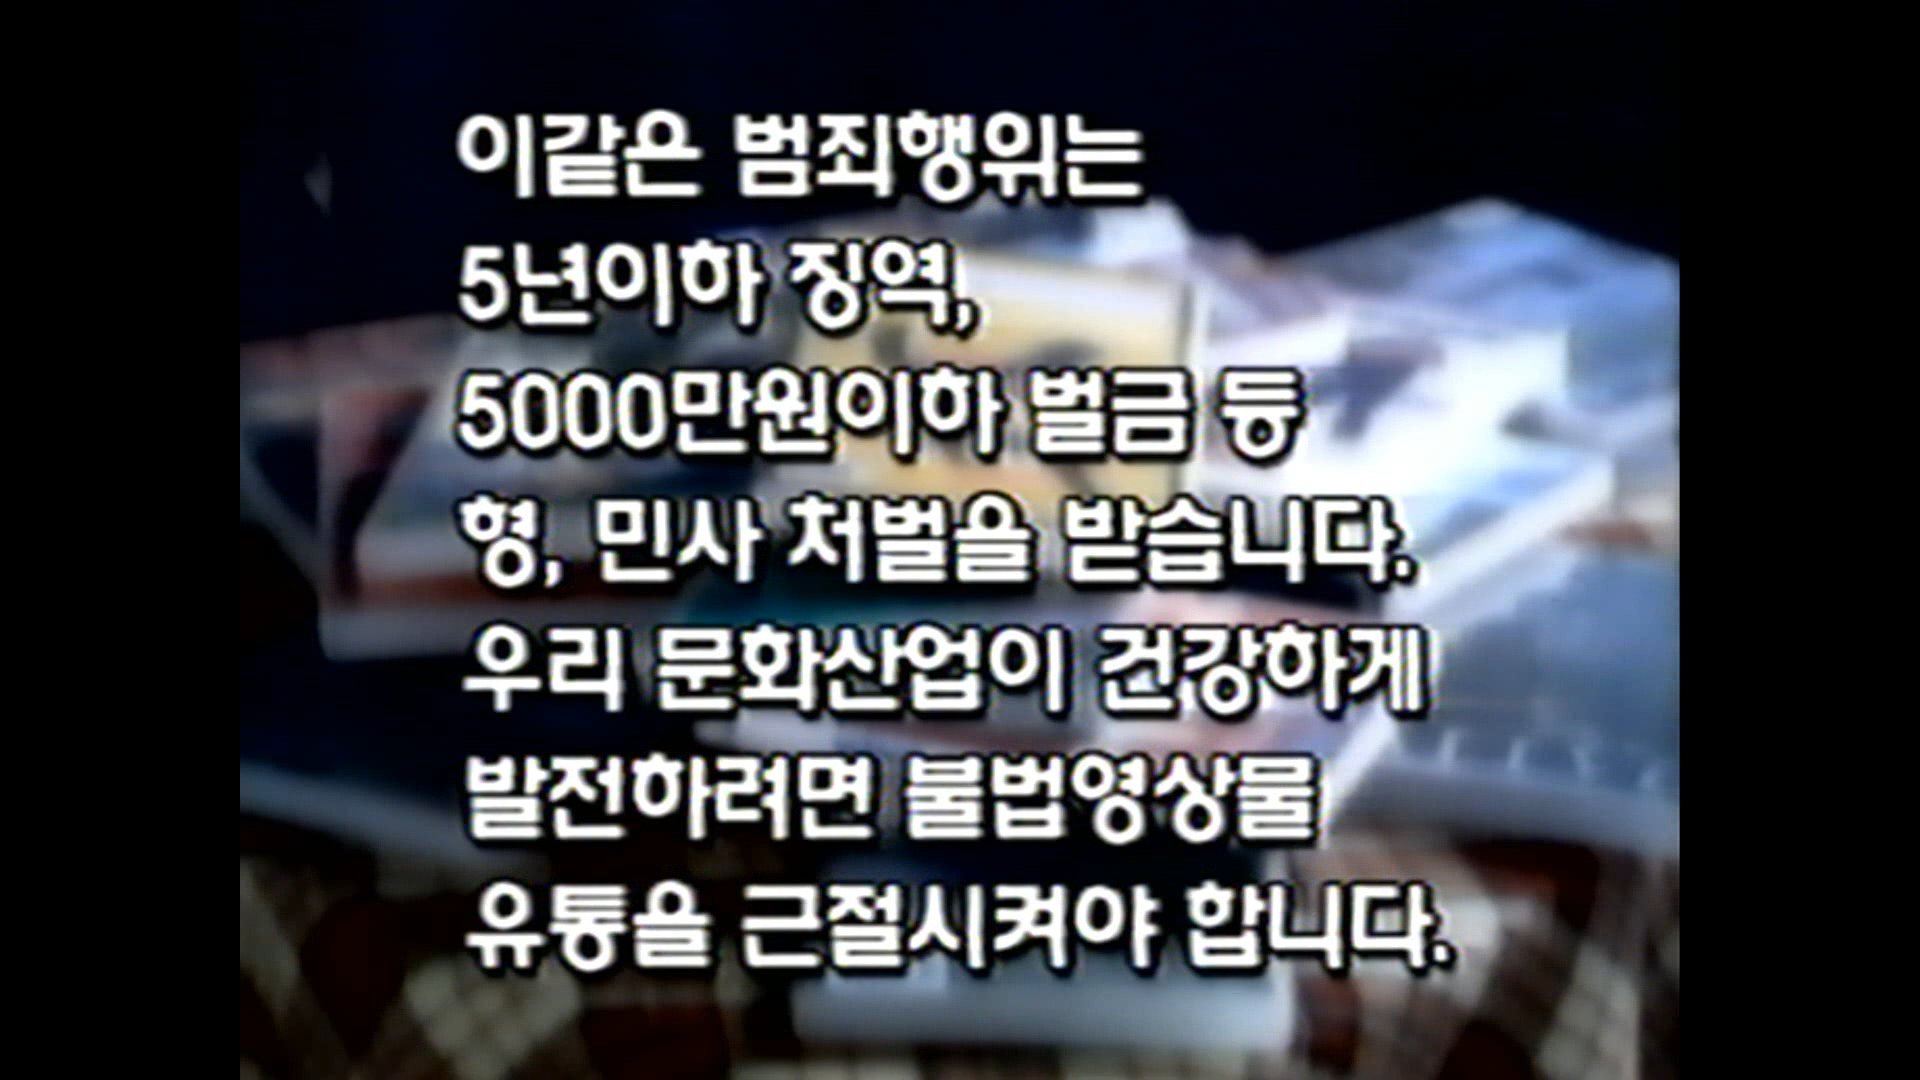 이같은 범죄행위는
5년이하 징역,
5000만원이하 벌금 등
형, 민사 처벌을 받습니다.
우리 문화산업이 건강하게
발전하려면 불법영상물
유통을 근절시켜야 합니다.